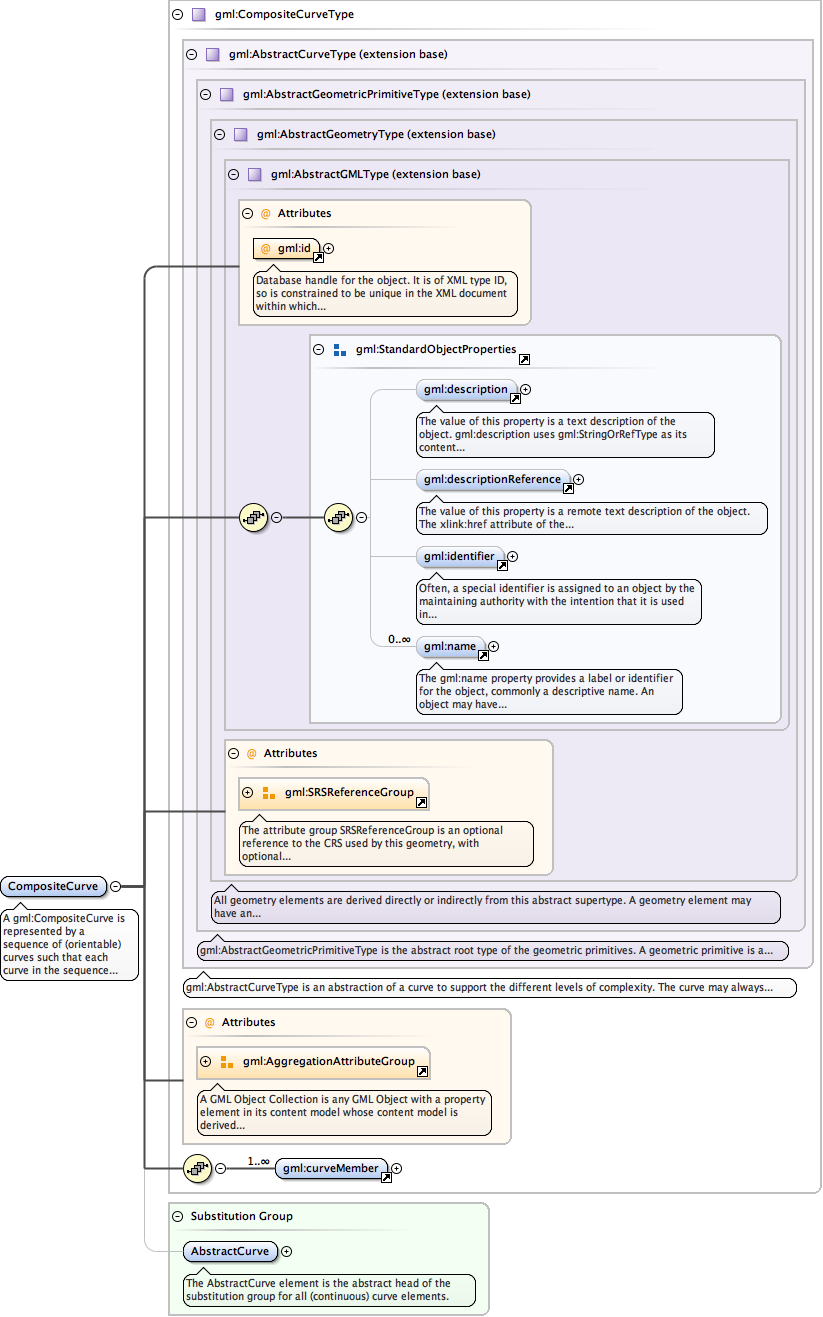 gml:CompositeCurveType
gml:AbstractCurveType (extension base)
gml:AbstractGeometricPrimitiveType (extension base)
gml:AbstractGeometryType (extension base)
gml:AbstractGMLType (extension base)
@ Attributes
@ gml:id
Database handle for the object. It is of XML type ID,
so is constrained to be unique in the XML document
within which...
gml:StandardObjectProperties
gml:description
The value of this property is a text description of the
object. gml:description uses gml:StringOrRefType as its
content...
gml:descriptionReference
The value of this property is a remote text description of the object.
The xlink:href attribute of the...
gml:identifier
Often, a special identifier is assigned to an object by the
maintaining authority with the intention that it is used
in...
0..∞
gml:name
The gml:name property provides a label or identifier
for the object, commonly a descriptive name. An
object may have...
@ Attributes
gml:SRSReferenceGroup
The attribute group SRSReferenceGroup is an optional
reference to the CRS used by this geometry, with
optional...
CompositeCurve
A gml:CompositeCurve is
represented by a
sequence of (orientable)
curves such that each
curve in the sequence...
All geometry elements are derived directly or indirectly from this abstract supertype. A geometry element may
have an...
gml:AbstractGeometricPrimitiveType is the abstract root type of the geometric primitives. A geometric primitive is a...
gml:AbstractCurveType is an abstraction of a curve to support the different levels of complexity. The curve may always...
@ Attributes
gml:AggregationAttributeGroup
A GML Object Collection is any GML Object with a property
element in its content model whose content model is
derived...
1..∞
gml:curveMember
Substitution Group
AbstractCurve
The AbstractCurve element is the abstract head of the
substitution group for all (continuous) curve elements.